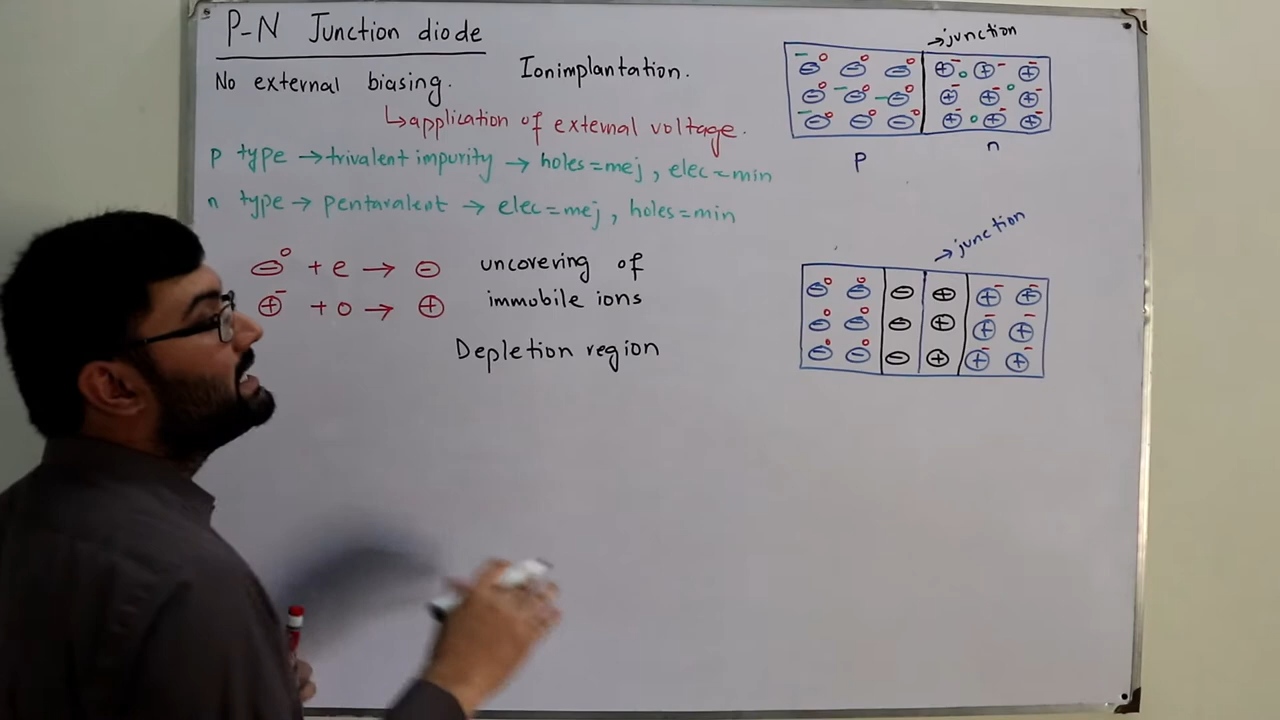 P-N Junction diode
No external biasing. Ionimplantation.
↳application of external voltage.
p type →trivalent impurity → holes=mej, elec=min
n type → pentavalent → elec=mej, holes=min
⊖° + e → ⊖ uncovering of
⊕⁻ + o → ⊕ immobile ions
Depletion region
→junction
p n
→junction